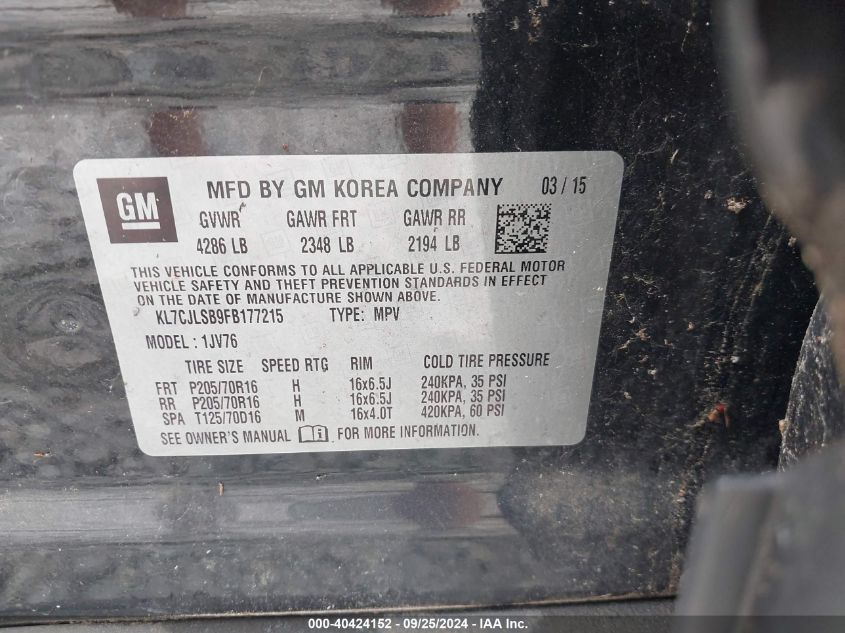 GM
MFD BY GM KOREA COMPANY 03 / 15
GVWR GAWR FRT GAWR RR
4286 LB 2348 LB 2194 LB
THIS VEHICLE CONFORMS TO ALL APPLICABLE U.S. FEDERAL MOTOR
VEHICLE SAFETY AND THEFT PREVENTION STANDARDS IN EFFECT
ON THE DATE OF MANUFACTURE SHOWN ABOVE.
KL7CJLSB9FB177215 TYPE: MPV
MODEL : 1JV76
TIRE SIZE SPEED RTG RIM COLD TIRE PRESSURE
FRT P205/70R16 H 16x6.5J 240KPA, 35 PSI
RR P205/70R16 H 16x6.5J 240KPA, 35 PSI
SPA T125/70D16 M 16x4.0T 420KPA, 60 PSI
SEE OWNER'S MANUAL FOR MORE INFORMATION.
000-40424152 - 09/25/2024 - IAA Inc.